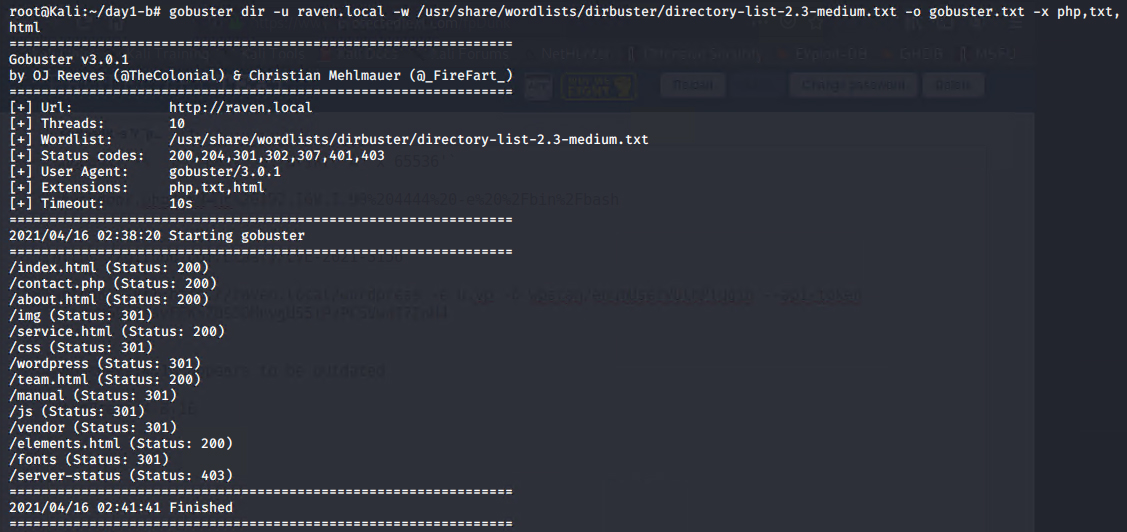 root@Kali:~/day1-b# gobuster dir -u raven.local -w /usr/share/wordlists/dirbuster/directory-list-2.3-medium.txt -o gobuster.txt -x php,txt,
html
===============================================================
Gobuster v3.0.1
by OJ Reeves (@TheColonial) & Christian Mehlmauer (@_FireFart_)
===============================================================
[+] Url:            http://raven.local
[+] Threads:        10
[+] Wordlist:       /usr/share/wordlists/dirbuster/directory-list-2.3-medium.txt
[+] Status codes:   200,204,301,302,307,401,403
[+] User Agent:     gobuster/3.0.1
[+] Extensions:     php,txt,html
[+] Timeout:        10s
===============================================================
2021/04/16 02:38:20 Starting gobuster
===============================================================
/index.html (Status: 200)
/contact.php (Status: 200)
/about.html (Status: 200)
/img (Status: 301)
/service.html (Status: 200)
/css (Status: 301)
/wordpress (Status: 301)
/team.html (Status: 200)
/manual (Status: 301)
/js (Status: 301)
/vendor (Status: 301)
/elements.html (Status: 200)
/fonts (Status: 301)
/server-status (Status: 403)
===============================================================
2021/04/16 02:41:41 Finished
===============================================================